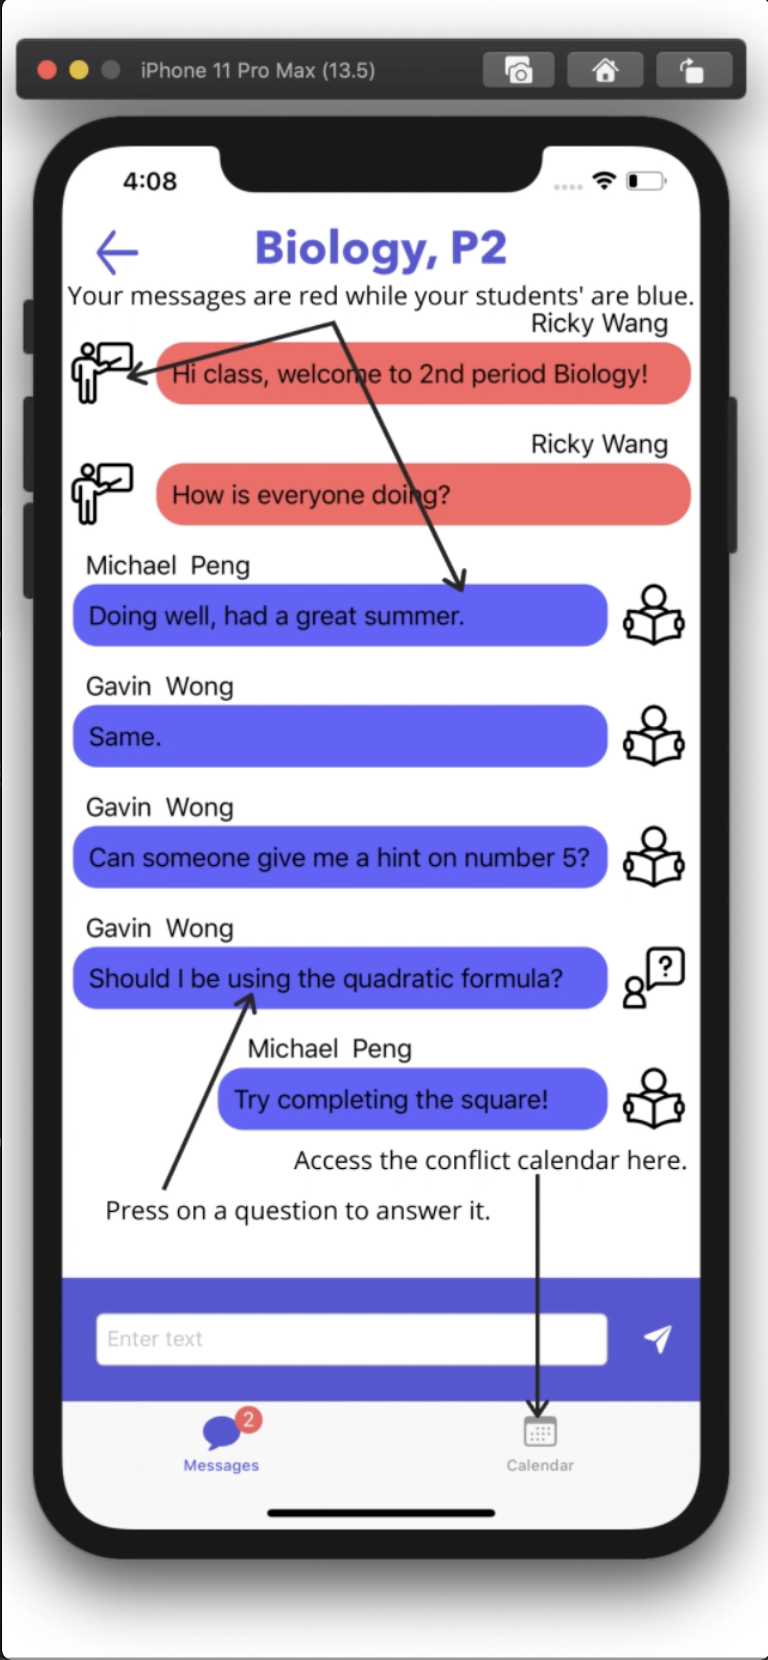 iPhone 11 Pro Max (13.5)
4:08
Biology, P2
Your messages are red while your students' are blue.
Ricky Wang
Hi class, welcome to 2nd period Biology!
Ricky Wang
How is everyone doing?
Michael Peng
Doing well, had a great summer.
Gavin Wong
Same.
Gavin Wong
Can someone give me a hint on number 5?
Gavin Wong
Should I be using the quadratic formula?
?
Michael Peng
Try completing the square!
Access the conflict calendar here.
Press on a question to answer it.
Enter text
2
Messages
Calendar